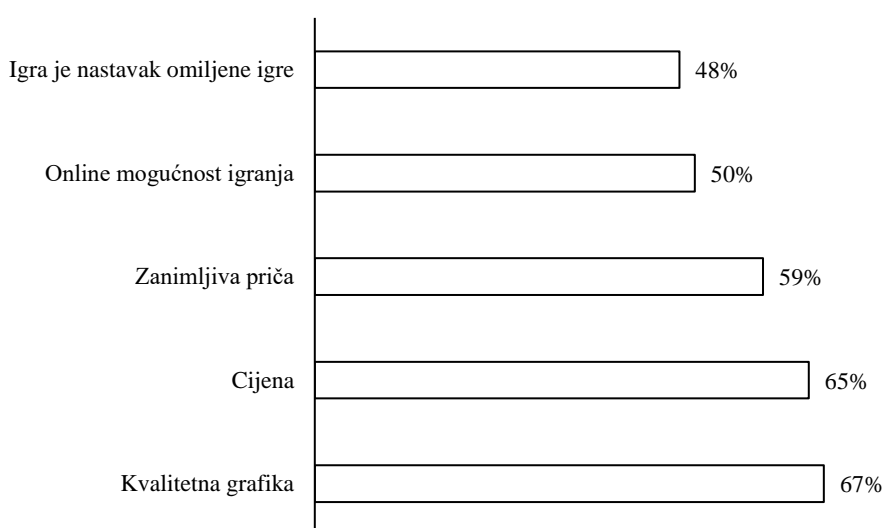 Igra je nastavak omiljene igre 48%
Online mogućnost igranja 50%
Zanimljiva priča 59%
Cijena 65%
Kvalitetna grafika 67%